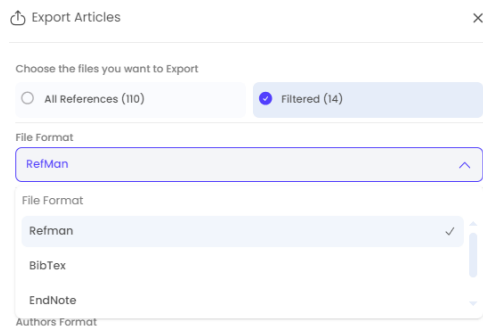 Export Articles
Choose the files you want to Export
All References (110)
Filtered (14)
File Format
RefMan
File Format
Refman
BibTex
EndNote
Authors Format